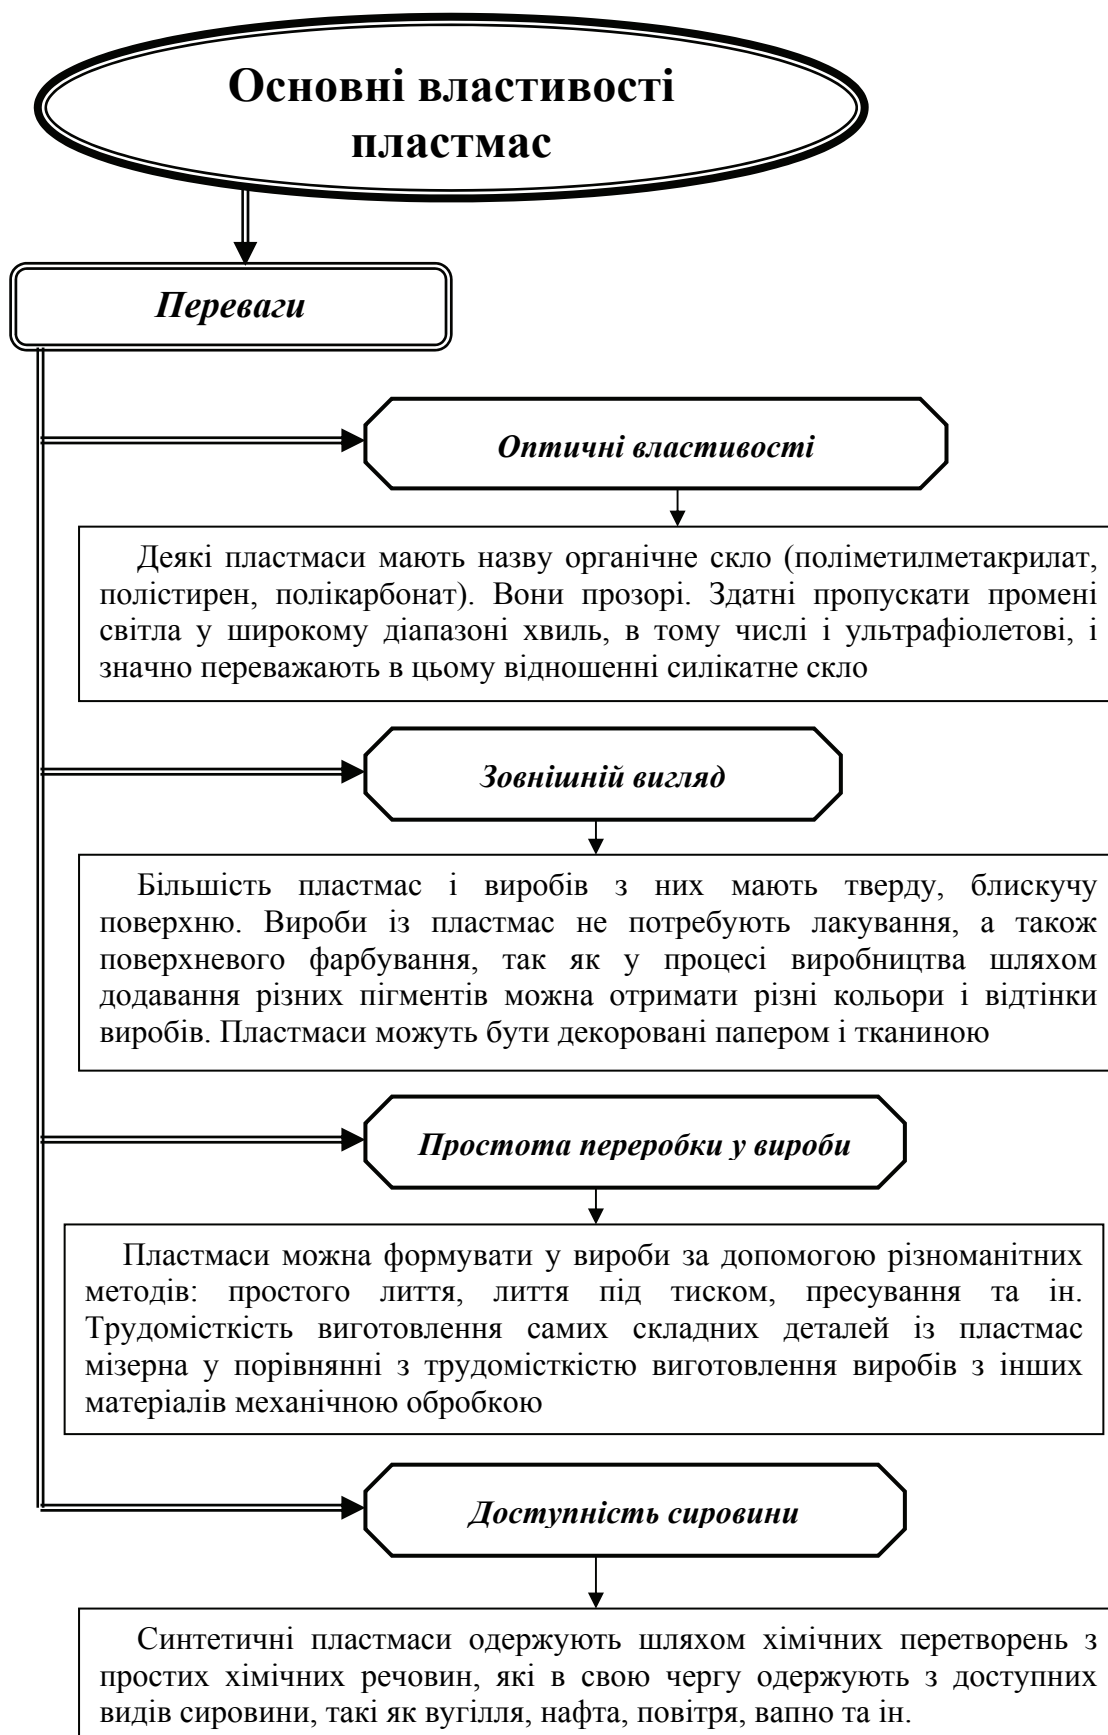 Основні властивості
пластмас
Переваги
Оптичні властивості
Деякі пластмаси мають назву органічне скло (поліметилметакрилат,
полістирен, полікарбонат). Вони прозорі. Здатні пропускати промені
світла у широкому діапазоні хвиль, в тому числі і ультрафіолетові, і
значно переважають в цьому відношенні силікатне скло
Зовнішній вигляд
Більшість пластмас і виробів з них мають тверду, блискучу
поверхню. Вироби із пластмас не потребують лакування, а також
поверхневого фарбування, так як у процесі виробництва шляхом
додавання різних пігментів можна отримати різні кольори і відтінки
виробів. Пластмаси можуть бути декоровані папером і тканиною
Простота переробки у вироби
Пластмаси можна формувати у вироби за допомогою різноманітних
методів: простого лиття, лиття під тиском, пресування та ін.
Трудомісткість виготовлення самих складних деталей із пластмас
мізерна у порівнянні з трудомісткістю виготовлення виробів з інших
матеріалів механічною обробкою
Доступність сировини
Синтетичні пластмаси одержують шляхом хімічних перетворень з
простих хімічних речовин, які в свою чергу одержують з доступних
видів сировини, такі як вугілля, нафта, повітря, вапно та ін.